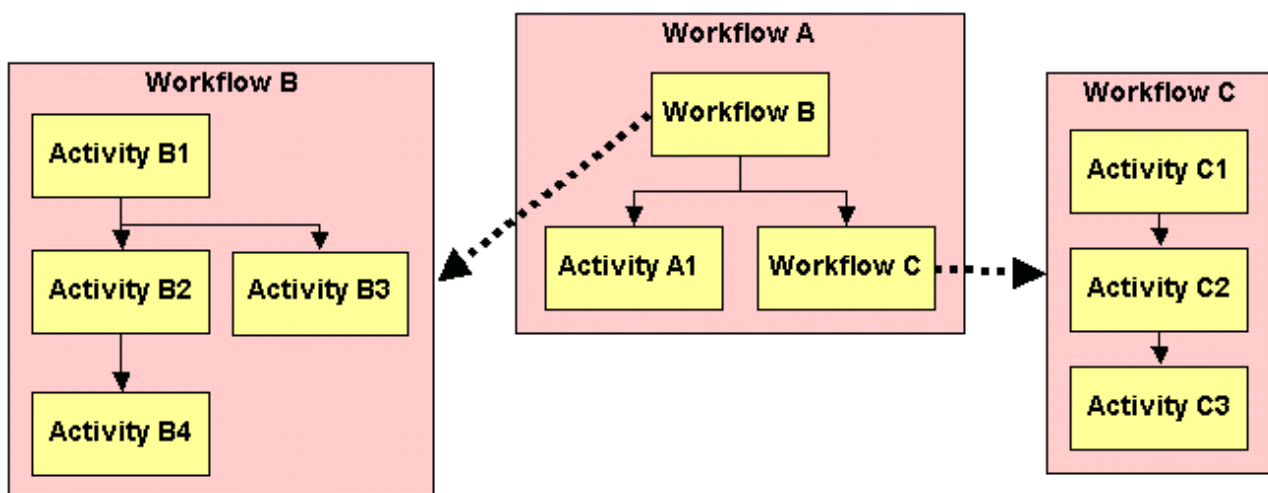 Workflow B
Activity B1
Activity B2
Activity B3
Activity B4
Workflow A
Workflow B
Activity A1
Workflow C
Workflow C
Activity C1
Activity C2
Activity C3